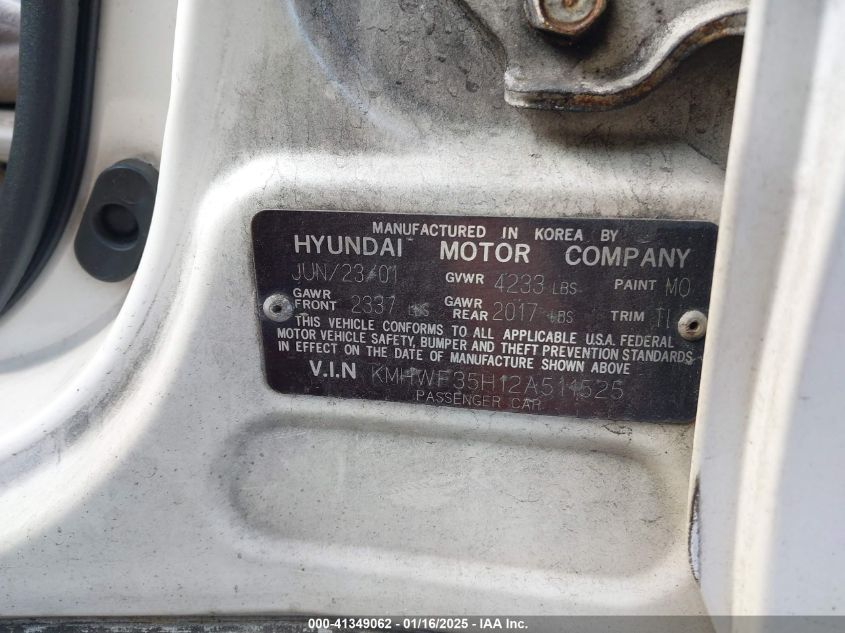 MANUFACTURED IN KOREA BY
HYUNDAI MOTOR COMPANY
JUN/23/01 GVWR 4233 LBS PAINT MO
GAWR FRONT 2337 LBS GAWR REAR 2017 LBS TRIM TI
THIS VEHICLE CONFORMS TO ALL APPLICABLE U.S.A. FEDERAL
MOTOR VEHICLE SAFETY, BUMPER AND THEFT PREVENTION STANDARDS
IN EFFECT ON THE DATE OF MANUFACTURE SHOWN ABOVE
V.I.N KMHWF35H12A511525
PASSENGER CAR
000-41349062 - 01/16/2025 - IAA Inc.